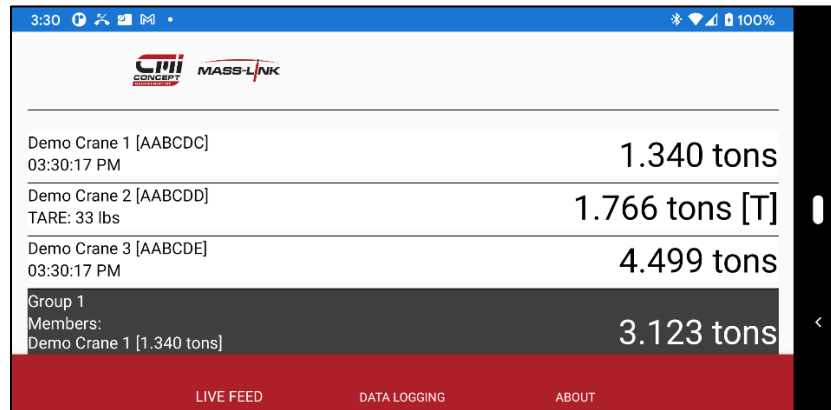 3:30 100%
CMI
CONCEPT
MASS-LINK
Demo Crane 1 [AABCDC]
1.340 tons
03:30:17 PM
Demo Crane 2 [AABCDD]
1.766 tons [T]
TARE: 33 lbs
Demo Crane 3 [AABCDE]
4.499 tons
03:30:17 PM
Group 1
Members:
3.123 tons
Demo Crane 1 [1.340 tons]
LIVE FEED DATA LOGGING ABOUT